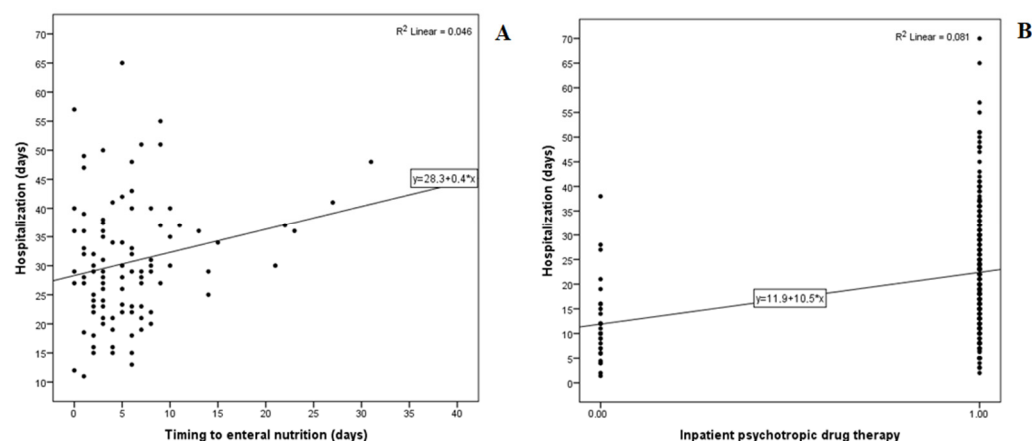 A
R² Linear = 0.046
70
65
60
55
50
45
40
35
30
25
20
15
10
Hospitalization (days)
y=28.3+0.4*x
0 5 10 15 20 25 30 35 40
Timing to enteral nutrition (days)
B
R² Linear = 0.081
70
65
60
55
50
45
40
35
30
25
20
15
10
5
0
Hospitalization (days)
y=11.9+10.5*x
0.00 1.00
Inpatient psychotropic drug therapy